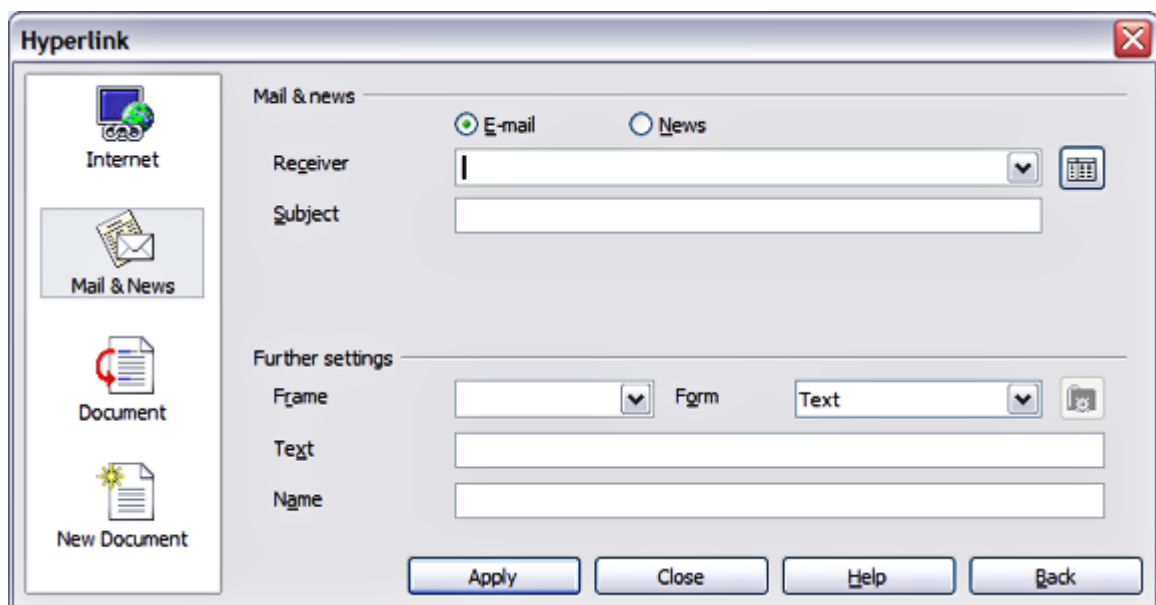 Hyperlink
Internet
Mail & News
Document
New Document
Mail & news
E-mail News
Receiver
Subject
Further settings
Frame Form Text
Text
Name
Apply Close Help Back